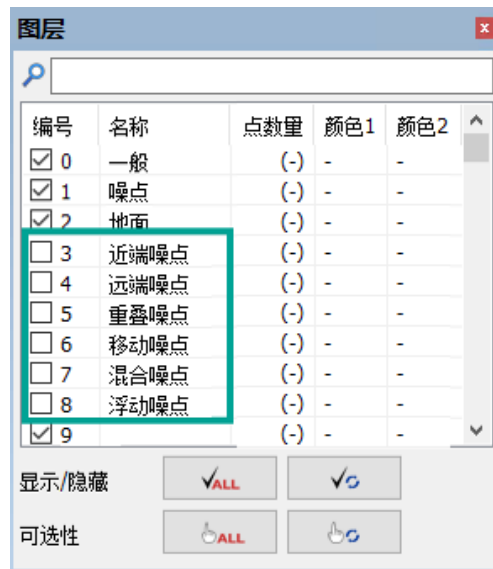 图层
编号 名称 点数量 颜色1 颜色2
0 一般 (-) - -
1 噪点 (-) - -
2 地面 (-) - -
3 近端噪点 (-) - -
4 远端噪点 (-) - -
5 重叠噪点 (-) - -
6 移动噪点 (-) - -
7 混合噪点 (-) - -
8 浮动噪点 (-) - -
9 (-) - -
显示/隐藏 ALL
可选性 ALL